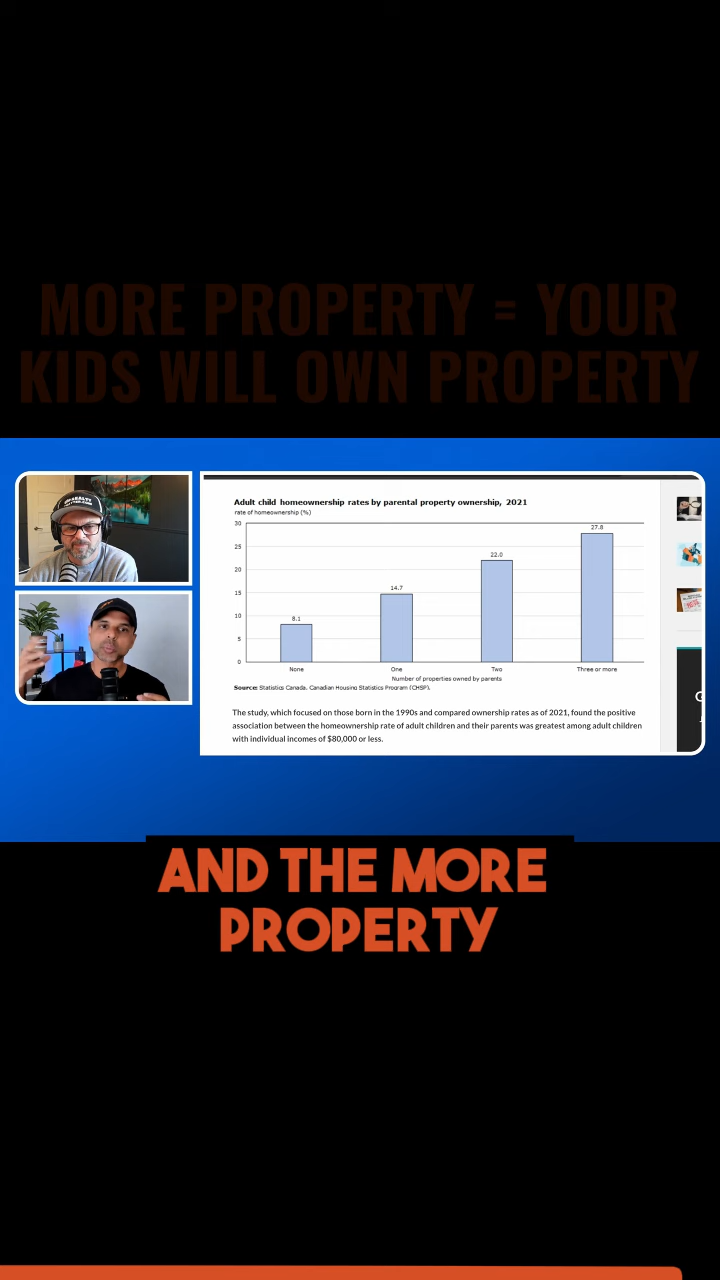 MORE PROPERTY = YOUR
KIDS WILL OWN PROPERTY
Adult child homeownership rates by parental property ownership, 2021
rate of homeownership (%)
30
25
20
15
10
5
0
8.1
14.7
22.0
27.8
None
One
Two
Three or more
Number of properties owned by parents
Source: Statistics Canada, Canadian Housing Statistics Program (CHSP).
The study, which focused on those born in the 1990s and compared ownership rates as of 2021, found the positive
association between the homeownership rate of adult children and their parents was greatest among adult children
with individual incomes of $80,000 or less.
AND THE MORE
PROPERTY